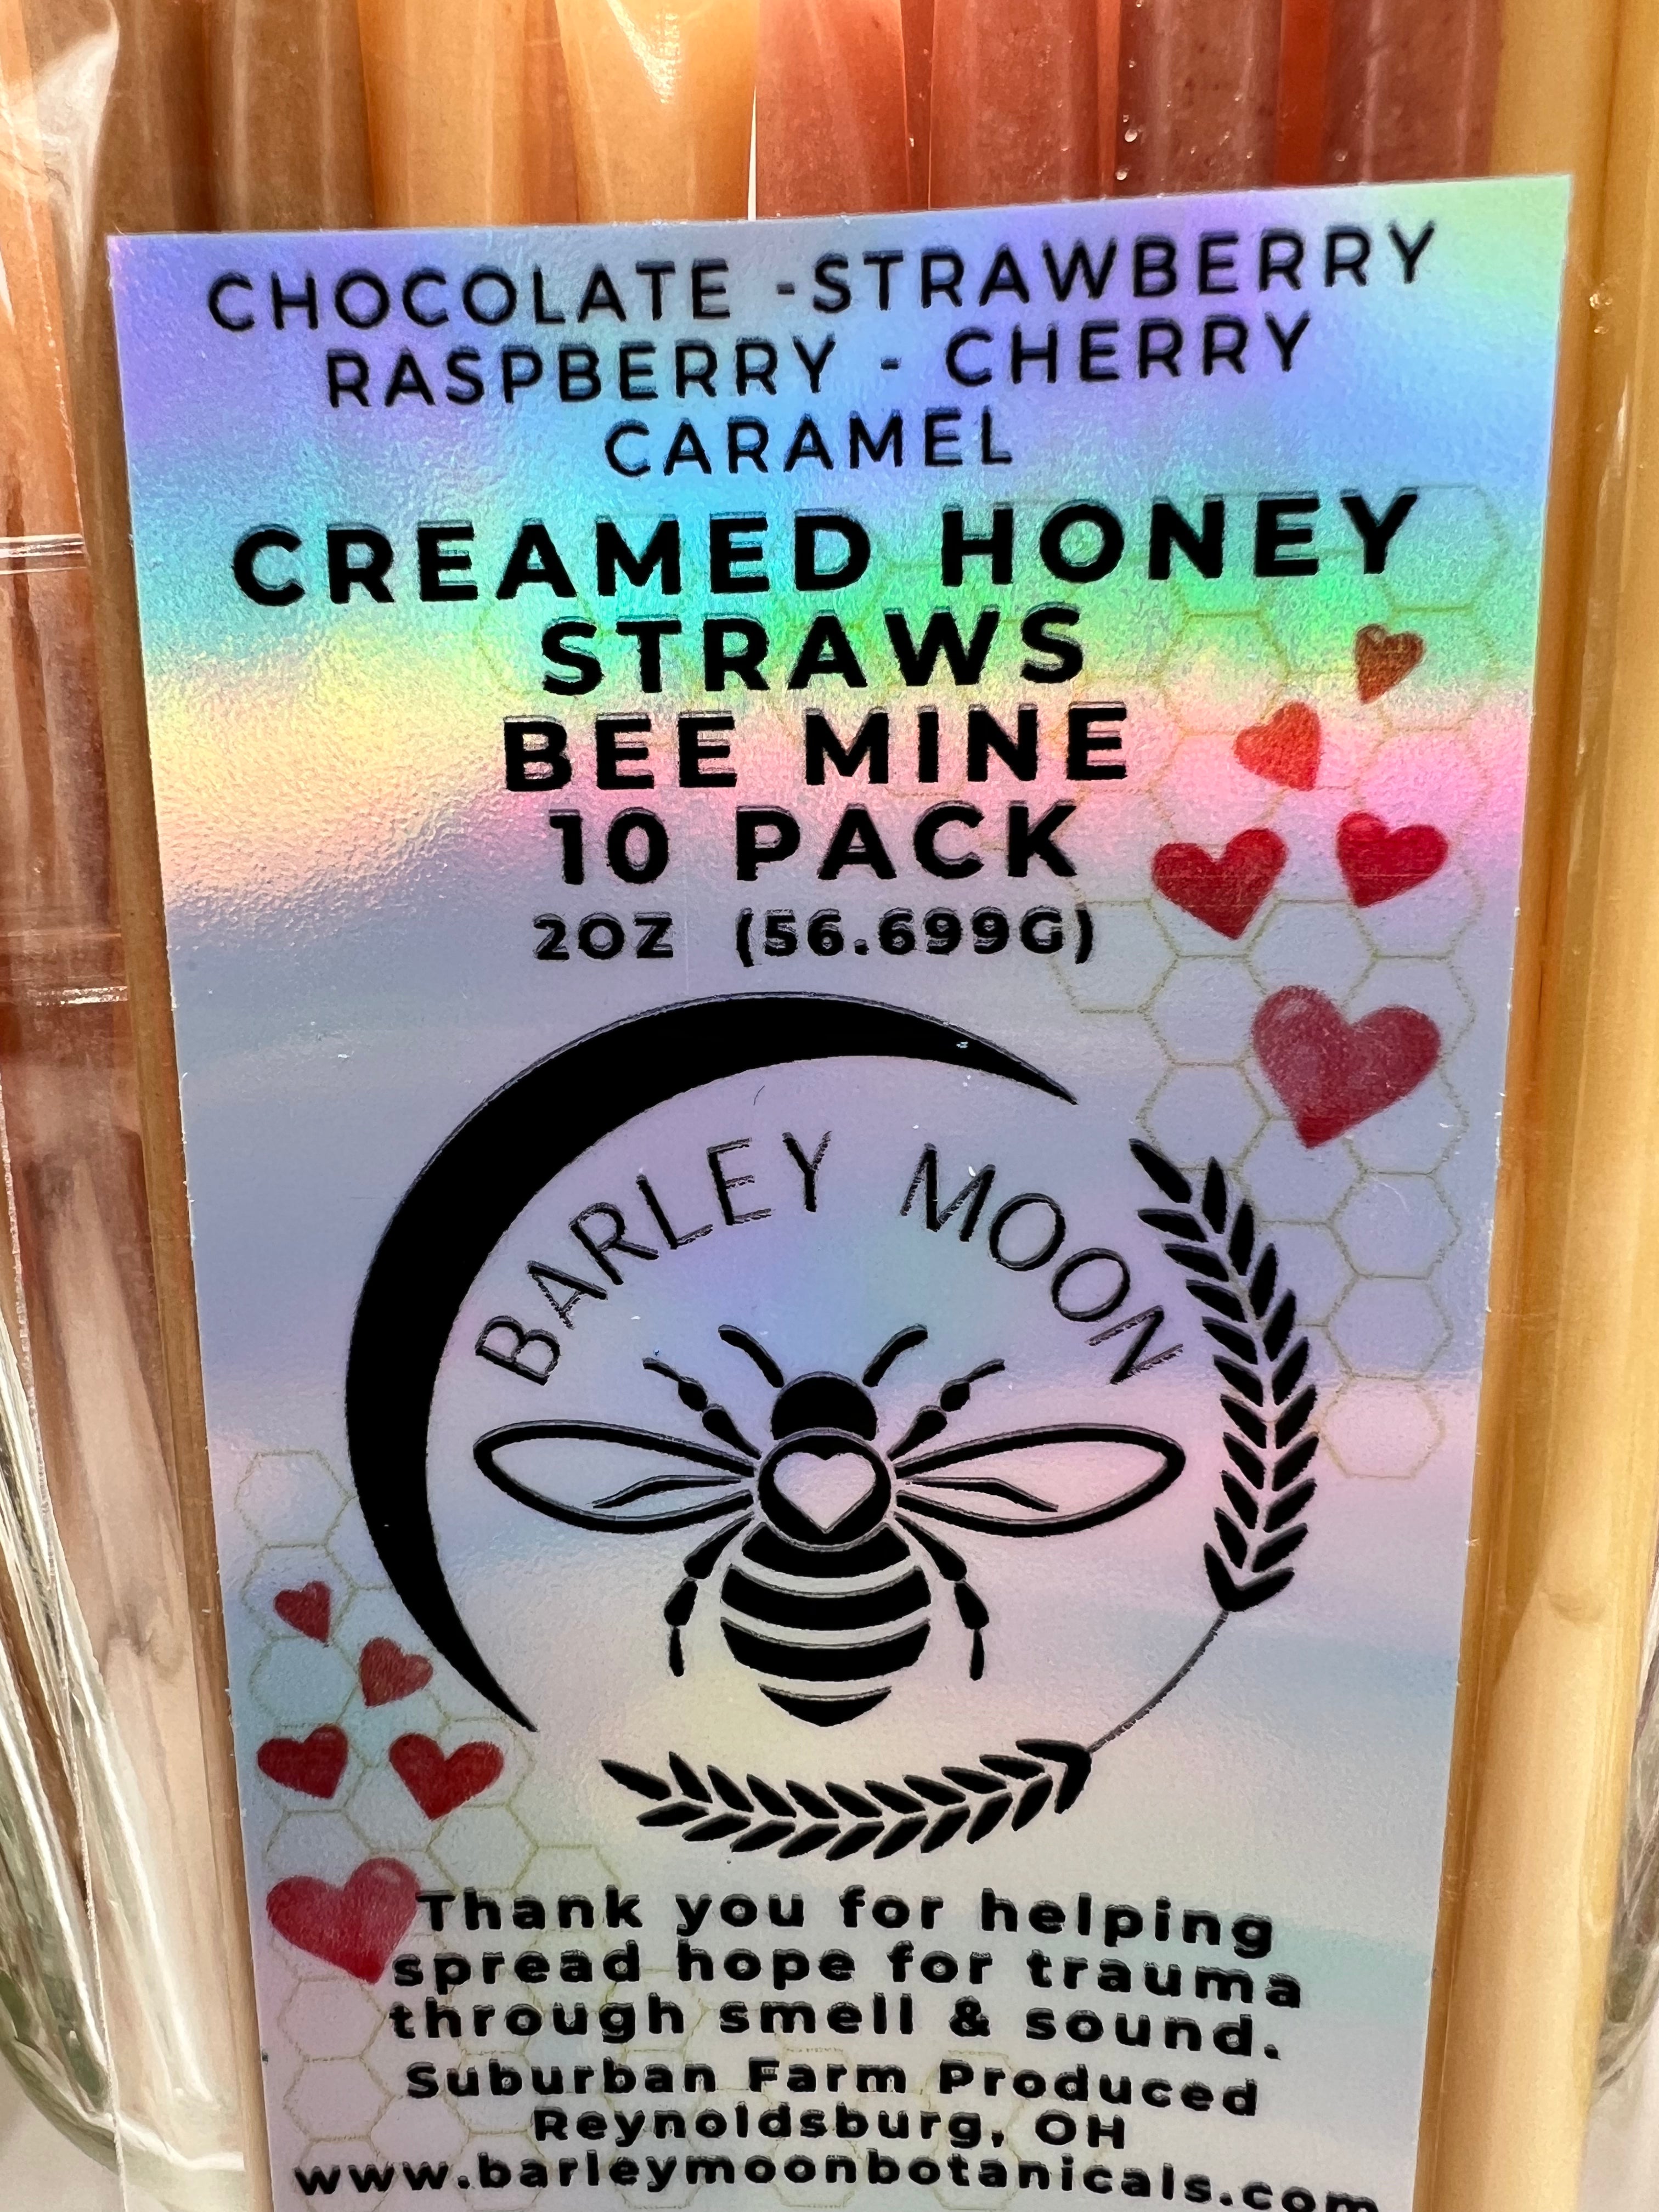 CHOCOLATE -STRAWBERRY
RASPBERRY - CHERRY
CARAMEL
CREAMED HONEY
STRAWS
BEE MINE
10 PACK
2OZ (56.699G)
BARLEY MOON
Thank you for helping
spread hope for trauma
through smell & sound.
Suburban Farm Produced
Reynoldsburg, OH
www.barleymoonbotanicals.com